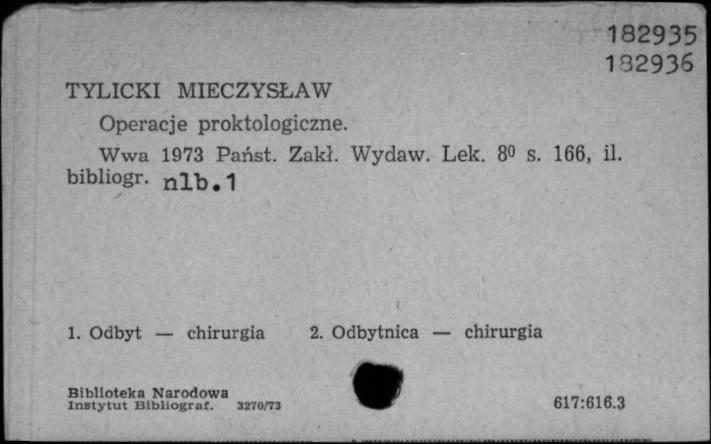 182935
182936
TYLICKI MIECZYSŁAW
Operacje proktologiczne.
Wwa 1973 Państ. Zakł. Wydaw. Lek. 8⁰ s. 166, il.
bibliogr. nlb.1
1. Odbyt — chirurgia 2. Odbytnica — chirurgia
Biblioteka Narodowa
Instytut Bibliograf. 3270/73
617:616.3